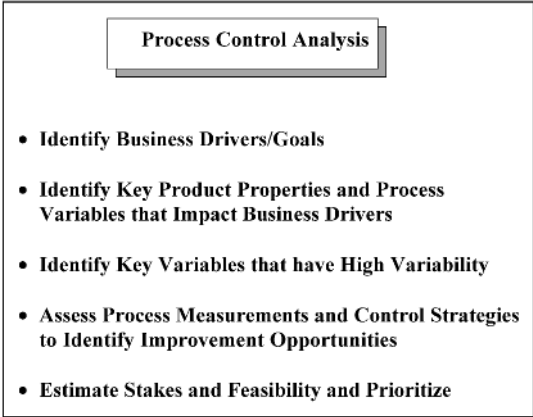 Process Control Analysis
• Identify Business Drivers/Goals
• Identify Key Product Properties and Process
Variables that Impact Business Drivers
• Identify Key Variables that have High Variability
• Assess Process Measurements and Control Strategies
to Identify Improvement Opportunities
• Estimate Stakes and Feasibility and Prioritize